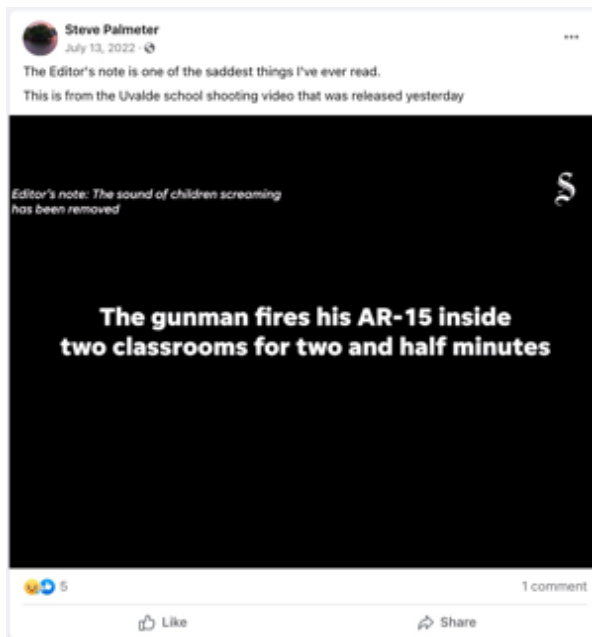 Steve Palmeter
July 13, 2022 ·
The Editor's note is one of the saddest things I've ever read.
This is from the Uvalde school shooting video that was released yesterday
Editor's note: The sound of children screaming
has been removed
S
The gunman fires his AR-15 inside
two classrooms for two and half minutes
5
1 comment
Like
Share